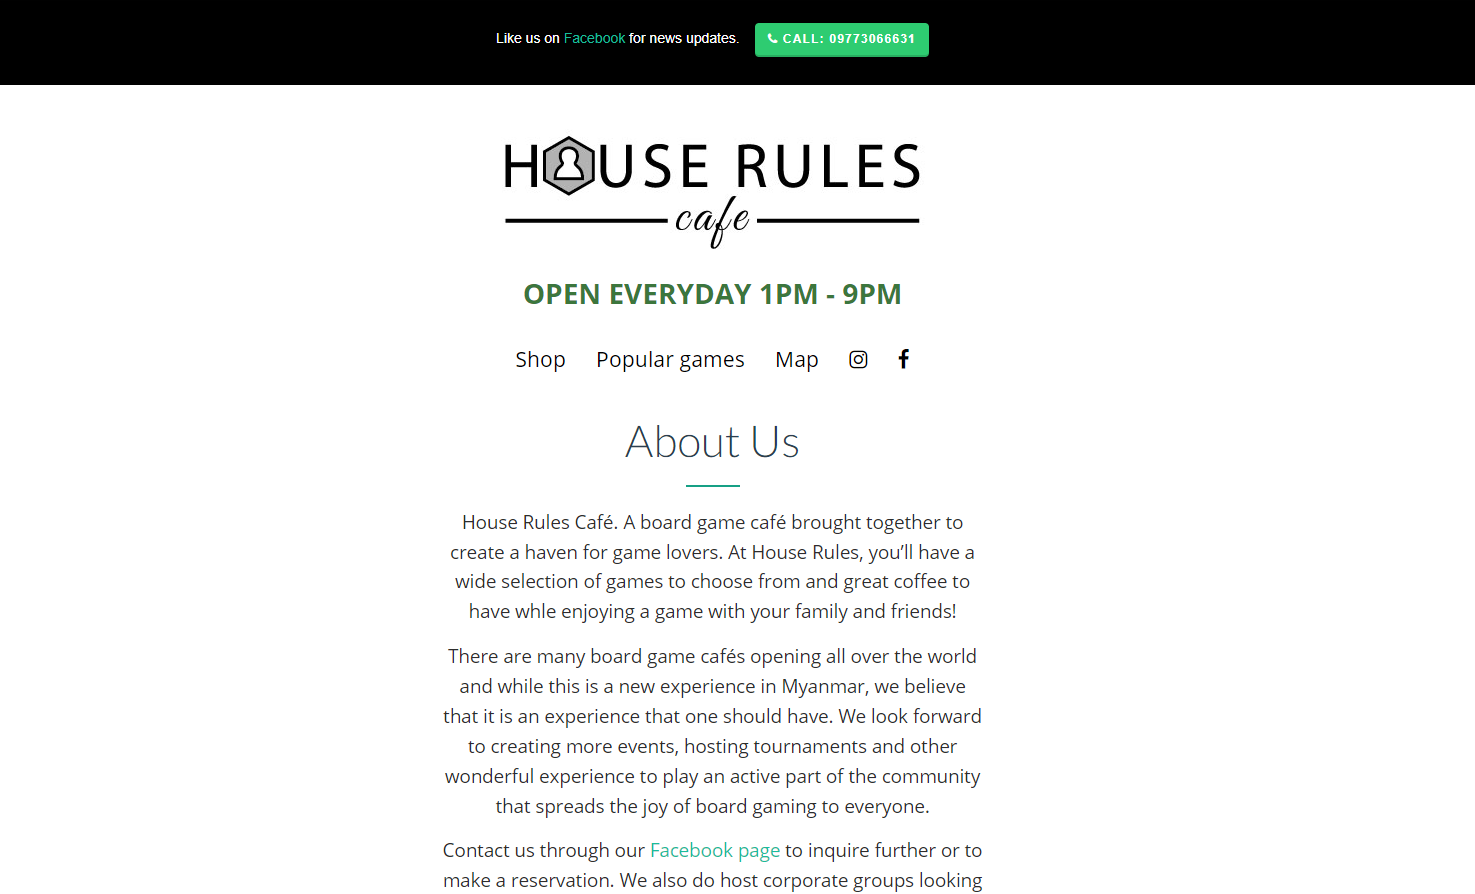 Like us on Facebook for news updates. CALL: 09773066631
HOUSE RULES
cafe
OPEN EVERYDAY 1PM - 9PM
Shop Popular games Map
About Us
House Rules Café. A board game café brought together to
create a haven for game lovers. At House Rules, you’ll have a
wide selection of games to choose from and great coffee to
have whle enjoying a game with your family and friends!
There are many board game cafés opening all over the world
and while this is a new experience in Myanmar, we believe
that it is an experience that one should have. We look forward
to creating more events, hosting tournaments and other
wonderful experience to play an active part of the community
that spreads the joy of board gaming to everyone.
Contact us through our Facebook page to inquire further or to
make a reservation. We also do host corporate groups looking